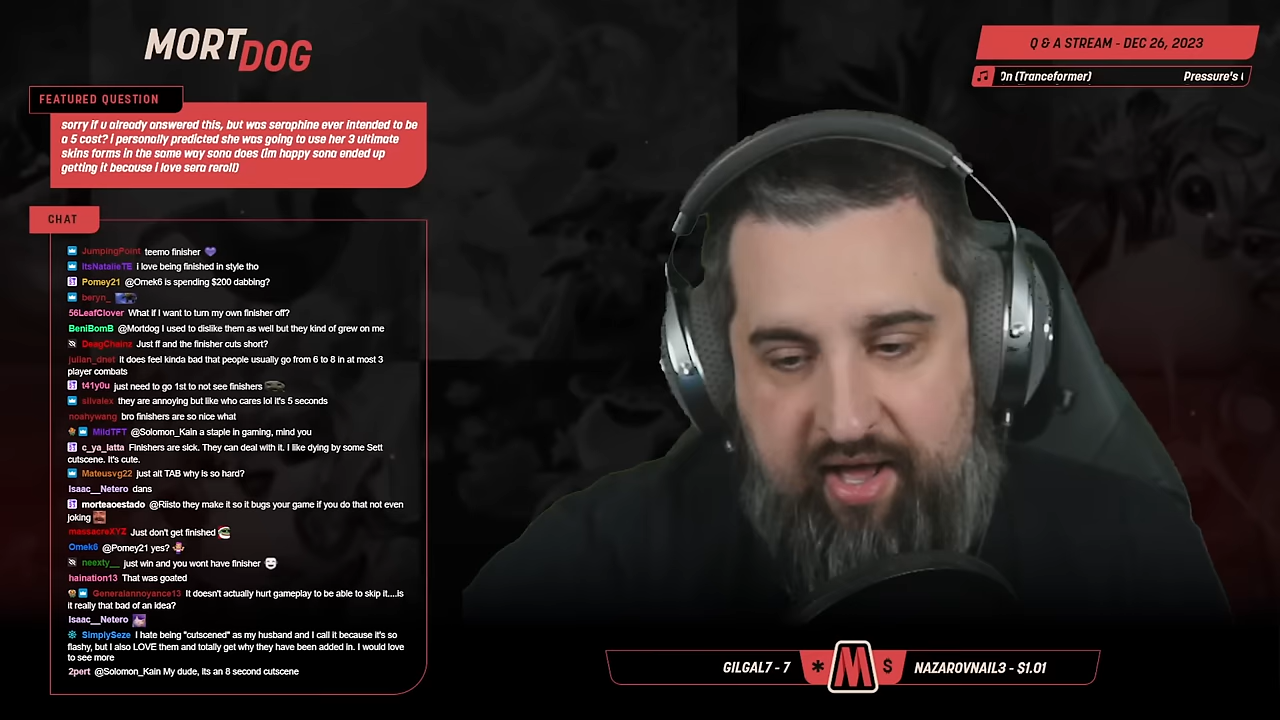 MORTDOG
Q & A STREAM - DEC 26, 2023
On (Tranceformer) Pressure's
FEATURED QUESTION
sorry if u already answered this, but was seraphine ever intended to be
a 5 cost? i personally predicted she was going to use her 3 ultimate
skins forms in the same way sona does (im happy sona ended up
getting it because i love sera reroll)
CHAT
JumpingPoint teemo finisher
ItsNatalieTE i love being finished in style tho
Pomey21 @Omek6 is spending $200 dabbing?
beryn_
56LeafClover What if I want to turn my own finisher off?
BeniBomB @Mortdog I used to dislike them as well but they kind of grew on me
DeagChainz Just ff and the finisher cuts short?
julian_dnet It does feel kinda bad that people usually go from 6 to 8 in at most 3
player combats
t41y0u just need to go 1st to not see finishers
silvalex they are annoying but like who cares lol it's 5 seconds
noahywang bro finishers are so nice what
MildTFT @Solomon_Kain a staple in gaming, mind you
c_ya_latta Finishers are sick. They can deal with it. I like dying by some Sett
cutscene. It's cute.
Mateusvg22 just alt TAB why is so hard?
Isaac__Netero dans
morteaoestado @Riisto they make it so it bugs your game if you do that not even
joking
massacreXYZ Just don't get finished
Omek6 @Pomey21 yes?
neexty__ just win and you wont have finisher
haination13 That was goated
Generalannoyance13 It doesn't actually hurt gameplay to be able to skip it....is
it really that bad of an idea?
Isaac__Netero
SimplySeze I hate being "cutscened" as my husband and I call it because it's so
flashy, but I also LOVE them and totally get why they have been added in. I would love
to see more
2pert @Solomon_Kain My dude, its an 8 second cutscene
GILGAL7 - 7 * M $ NAZAROVNAIL3 - $1.01